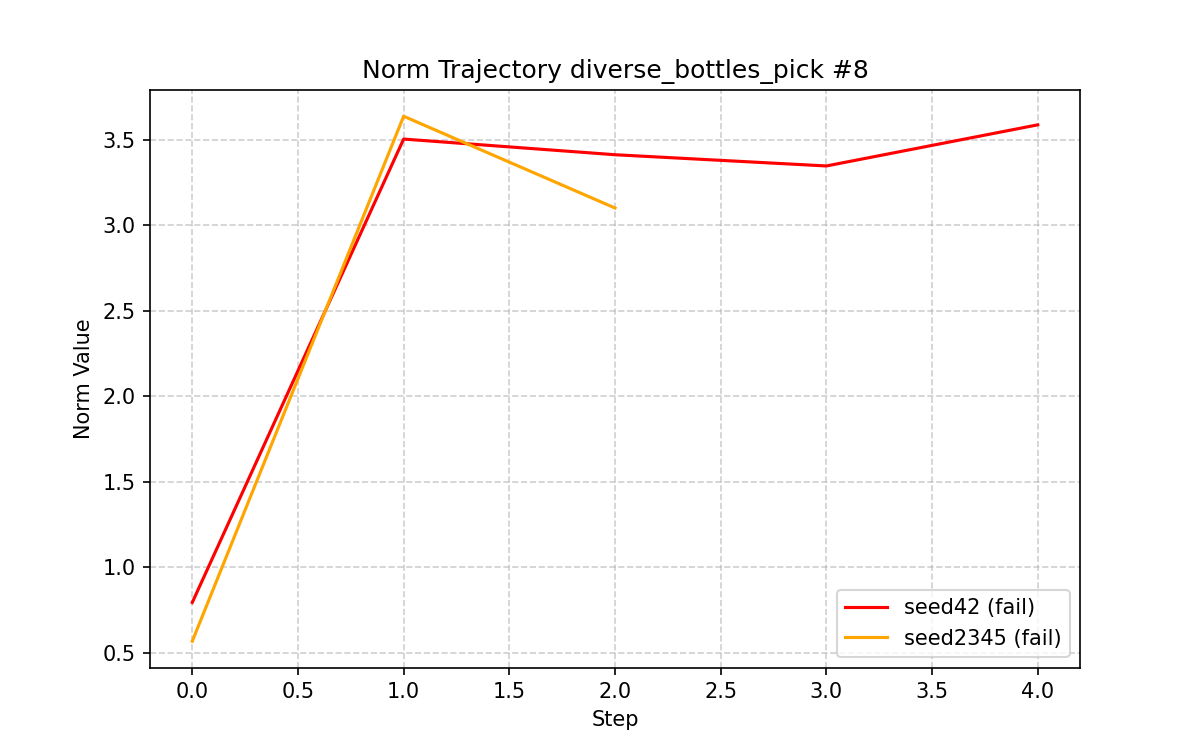 Norm Trajectory diverse_bottles_pick #8
Norm Value
3.5
3.0
2.5
2.0
1.5
1.0
0.5
0.0 0.5 1.0 1.5 2.0 2.5 3.0 3.5 4.0
Step
seed42 (fail)
seed2345 (fail)